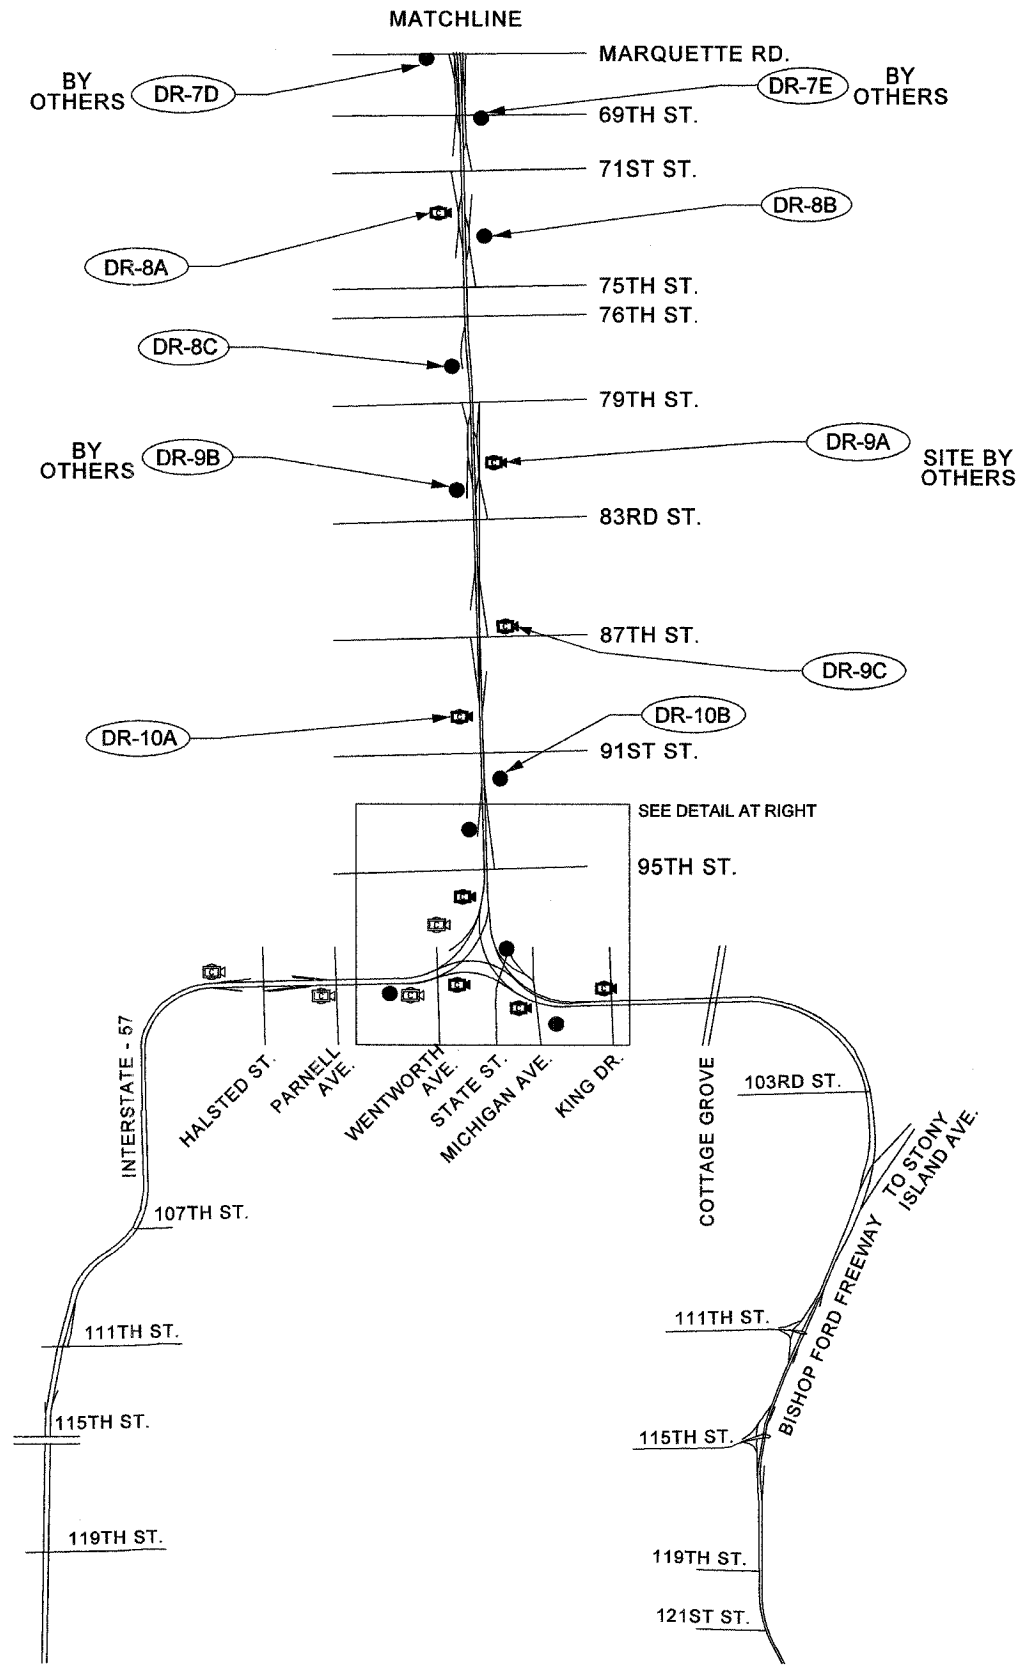 MATCHLINE
MARQUETTE RD.
BY
OTHERS
DR-7D
DR-7E
BY
OTHERS
69TH ST.
71ST ST.
DR-8B
DR-8A
75TH ST.
76TH ST.
DR-8C
79TH ST.
BY
OTHERS
DR-9B
DR-9A
SITE BY
OTHERS
83RD ST.
87TH ST.
DR-9C
DR-10A
DR-10B
91ST ST.
SEE DETAIL AT RIGHT
95TH ST.
C
C
C
C
C
C
C
C
C
C
C
C
INTERSTATE - 57
HALSTED ST.
PARNELL
AVE.
WENTWORTH
AVE.
STATE ST.
MICHIGAN AVE.
KING DR.
COTTAGE GROVE
103RD ST.
TO STONY
ISLAND AVE.
107TH ST.
BISHOP FORD FREEWAY
111TH ST.
111TH ST.
115TH ST.
115TH ST.
119TH ST.
119TH ST.
121ST ST.